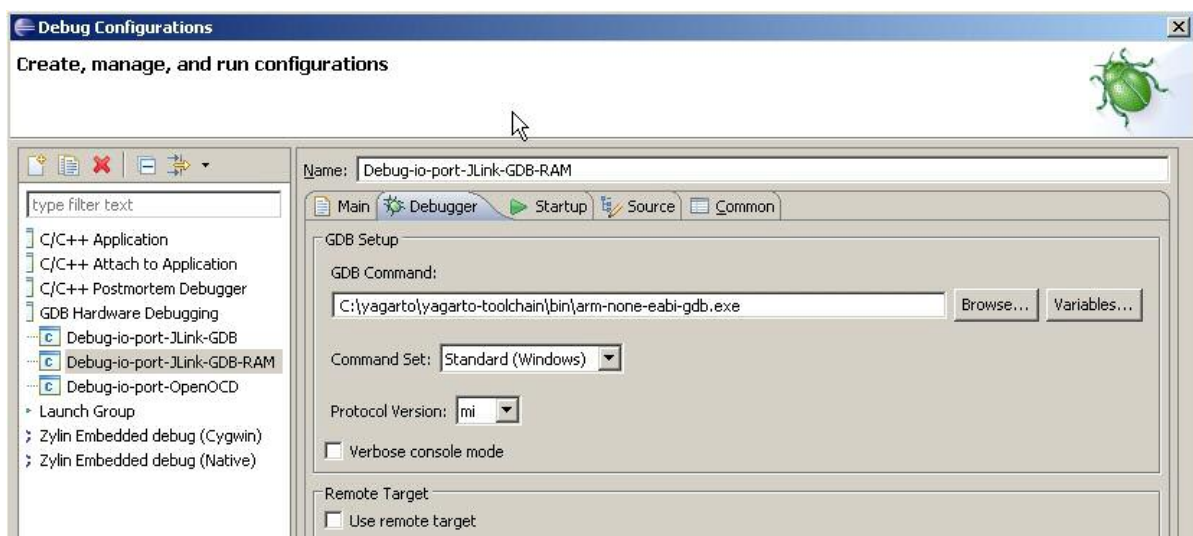 Debug Configurations
Create, manage, and run configurations
type filter text
C/C++ Application
C/C++ Attach to Application
C/C++ Postmortem Debugger
GDB Hardware Debugging
Debug-io-port-JLink-GDB
Debug-io-port-JLink-GDB-RAM
Debug-io-port-OpenOCD
Launch Group
Zylin Embedded debug (Cygwin)
Zylin Embedded debug (Native)
Name: Debug-io-port-JLink-GDB-RAM
Main Debugger Startup Source Common
GDB Setup
GDB Command:
C:\yagarto\yagarto-toolchain\bin\arm-none-eabi-gdb.exe Browse... Variables...
Command Set: Standard (Windows)
Protocol Version: mi
Verbose console mode
Remote Target
Use remote target